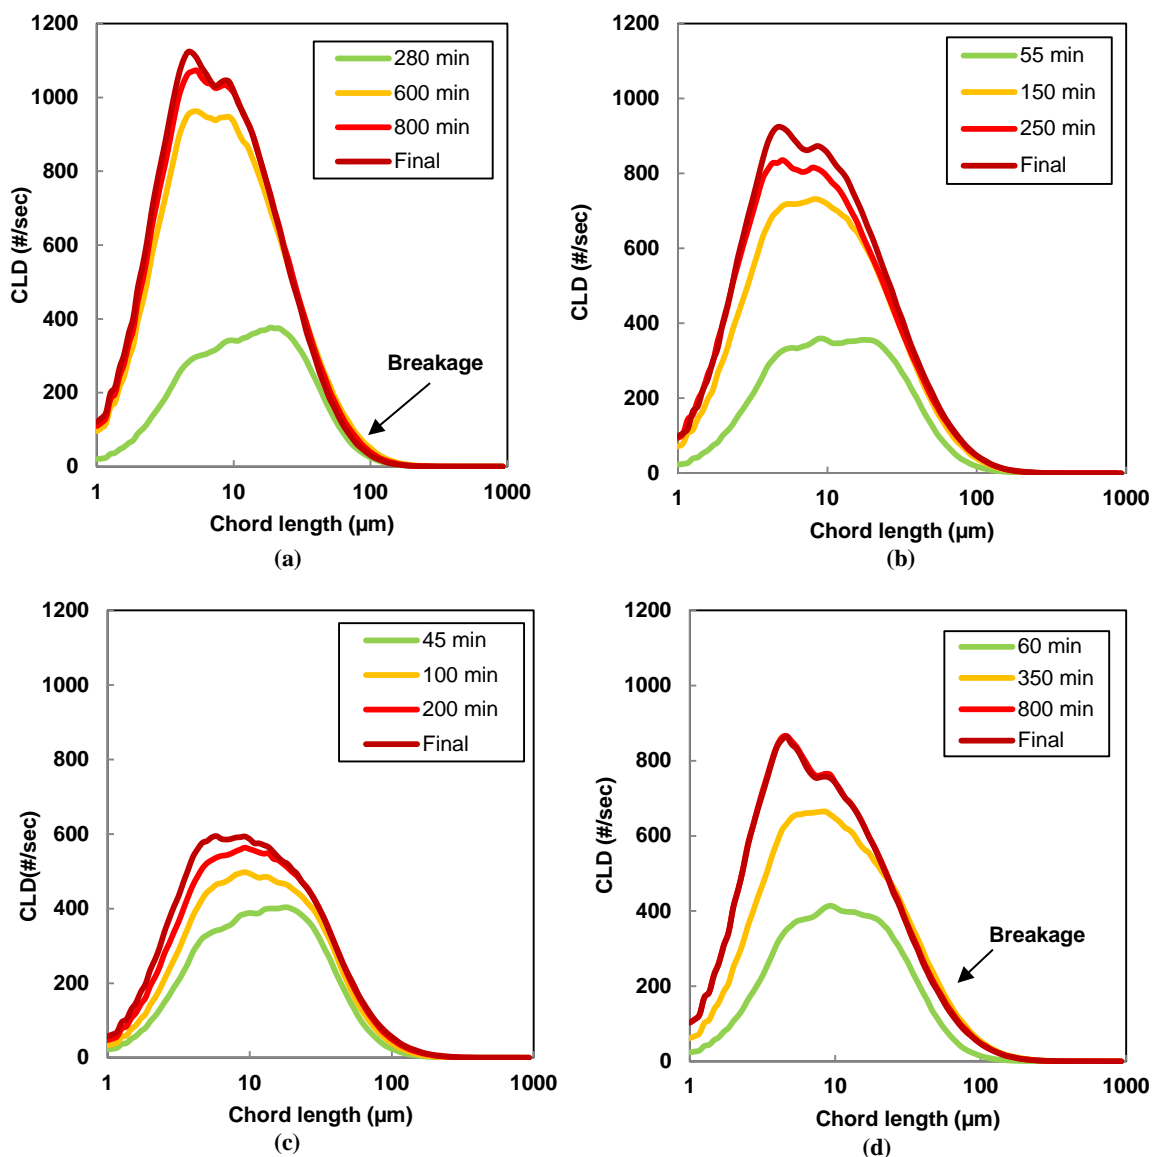 1200
1000
800
600
400
200
0
CLD (#/sec)
280 min
600 min
800 min
Final
Breakage
1
10
100
1000
Chord length (µm)
(a)
1200
1000
800
600
400
200
0
CLD (#/sec)
55 min
150 min
250 min
Final
1
10
100
1000
Chord length (µm)
(b)
1200
1000
800
600
400
200
0
CLD(#/sec)
45 min
100 min
200 min
Final
1
10
100
1000
Chord length (µm)
(c)
1200
1000
800
600
400
200
0
CLD (#/sec)
60 min
350 min
800 min
Final
Breakage
1
10
100
1000
Chord length (µm)
(d)